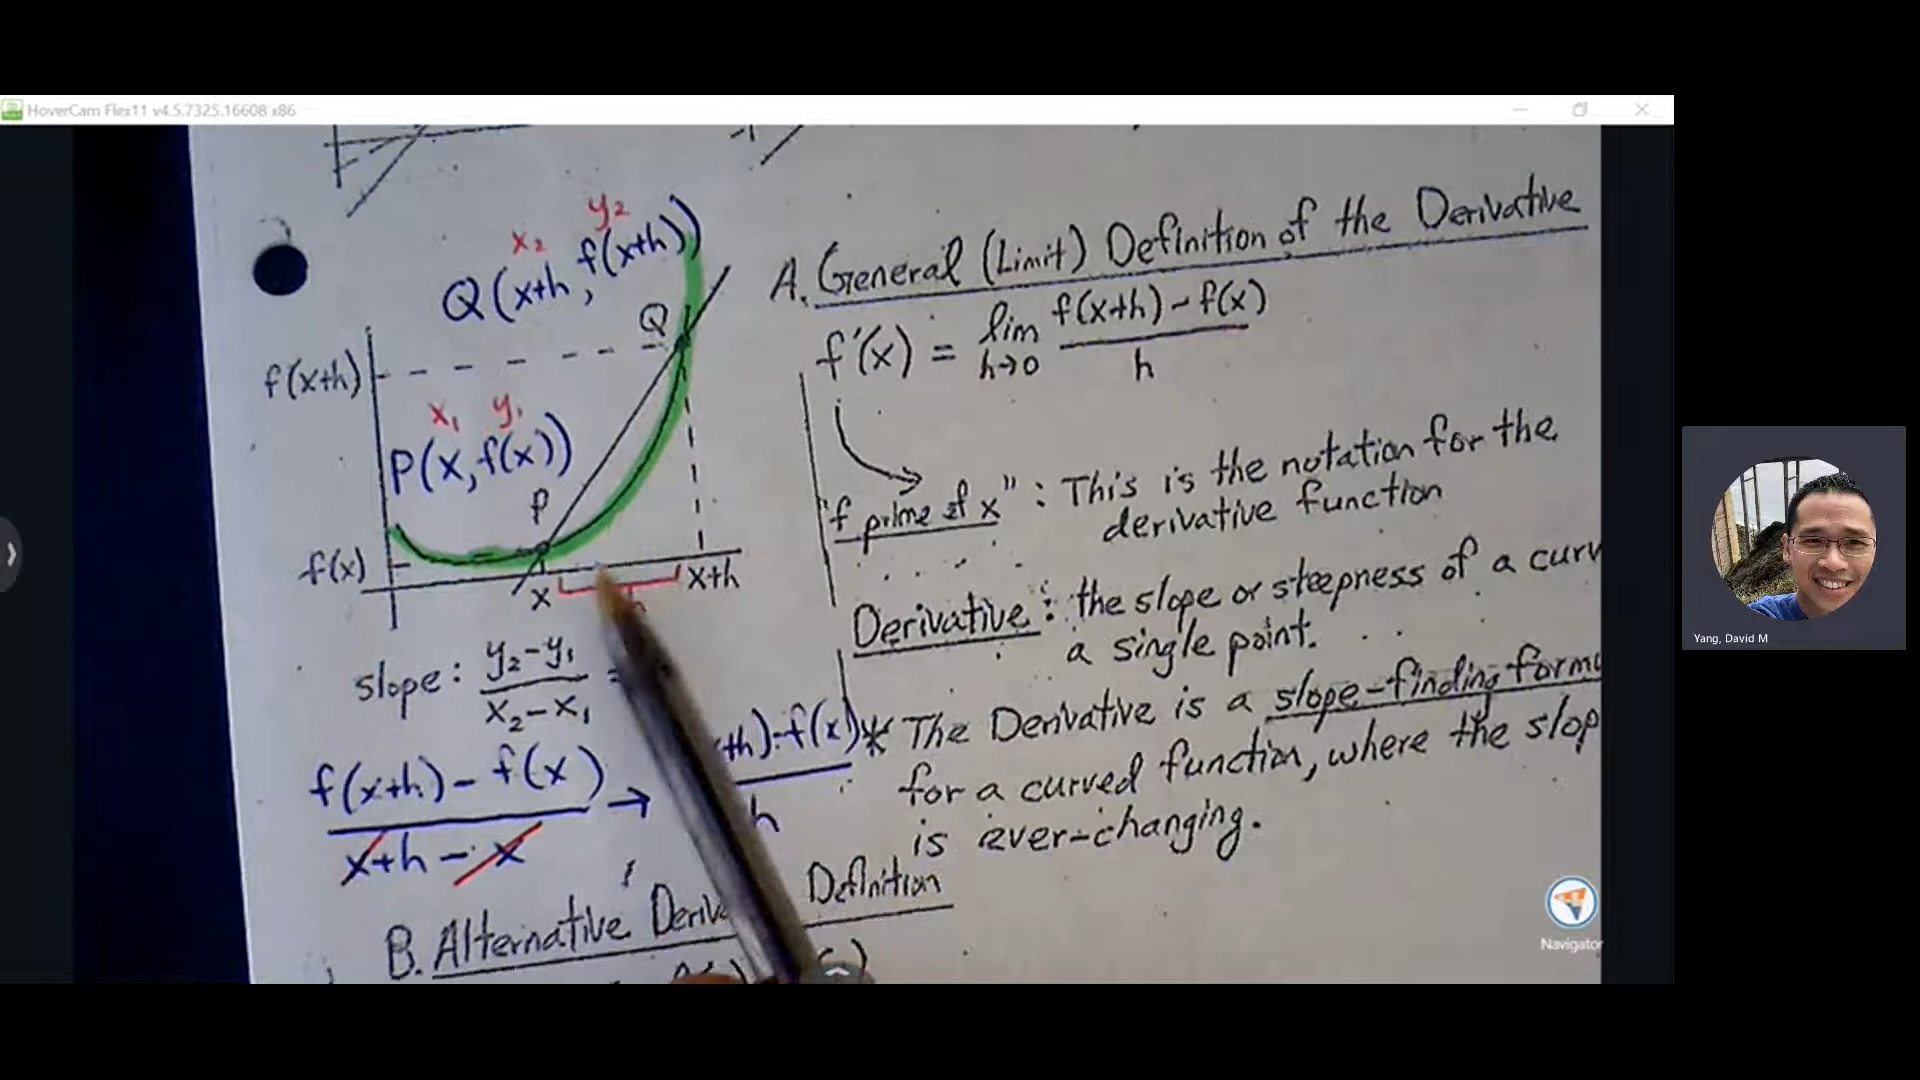 HoverCam Flex11 v4.5.7325.16608 x86
x₂ y₂
Q(x+h, f(x+h))
Q
f(x+h)
x₁ y₁
P(x, f(x))
P
f(x)
x
x+h
slope: y₂-y₁ / x₂-x₁ =
f(x+h)-f(x) / x+h-x → +h)-f(x) / h
A. General (Limit) Definition of the Derivative
f'(x) = lim h→0 f(x+h)-f(x) / h
"f prime of x": This is the notation for the
derivative function
Derivative: the slope or steepness of a curv
a single point.
* The Derivative is a slope-finding formu
for a curved function, where the slop
is ever-changing.
B. Alternative Deriva Definition
Navigator
Yang, David M